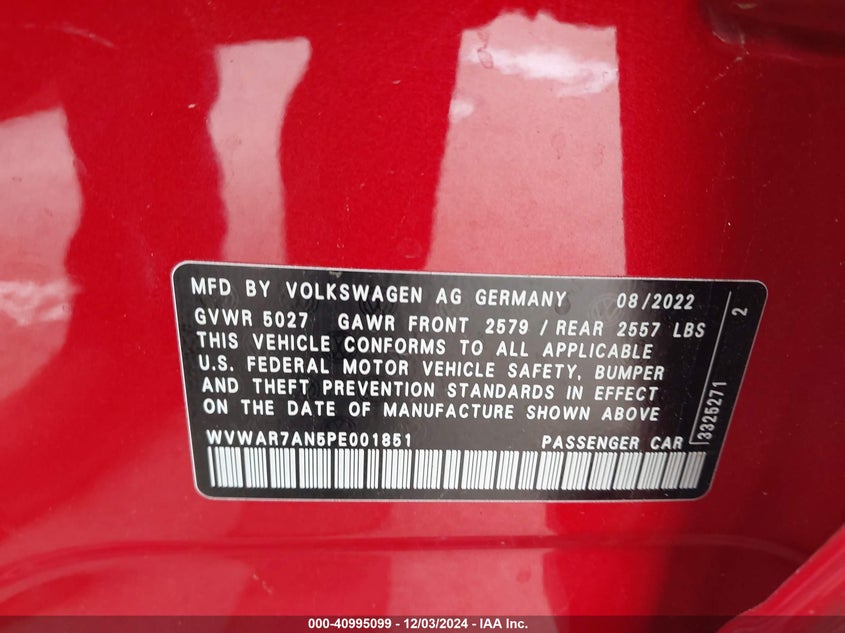 MFD BY VOLKSWAGEN AG GERMANY 08/2022
GVWR 5027 GAWR FRONT 2579 / REAR 2557 LBS
THIS VEHICLE CONFORMS TO ALL APPLICABLE
U.S. FEDERAL MOTOR VEHICLE SAFETY, BUMPER
AND THEFT PREVENTION STANDARDS IN EFFECT
ON THE DATE OF MANUFACTURE SHOWN ABOVE
WVWAR7AN5PE001851 PASSENGER CAR
3325271 2
000-40995099 - 12/03/2024 - IAA Inc.